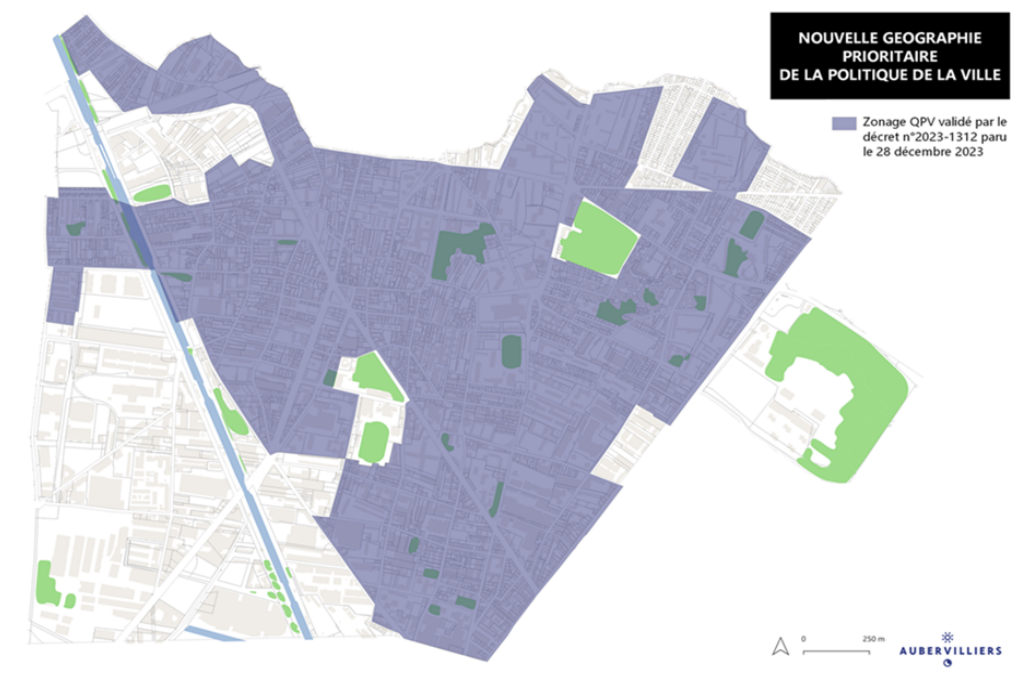 NOUVELLE GEOGRAPHIE
PRIORITAIRE
DE LA POLITIQUE DE LA VILLE
Zonage QPV validé par le
décret n°2023-1312 paru
le 28 décembre 2023
0 250 m
AUBERVILLIERS